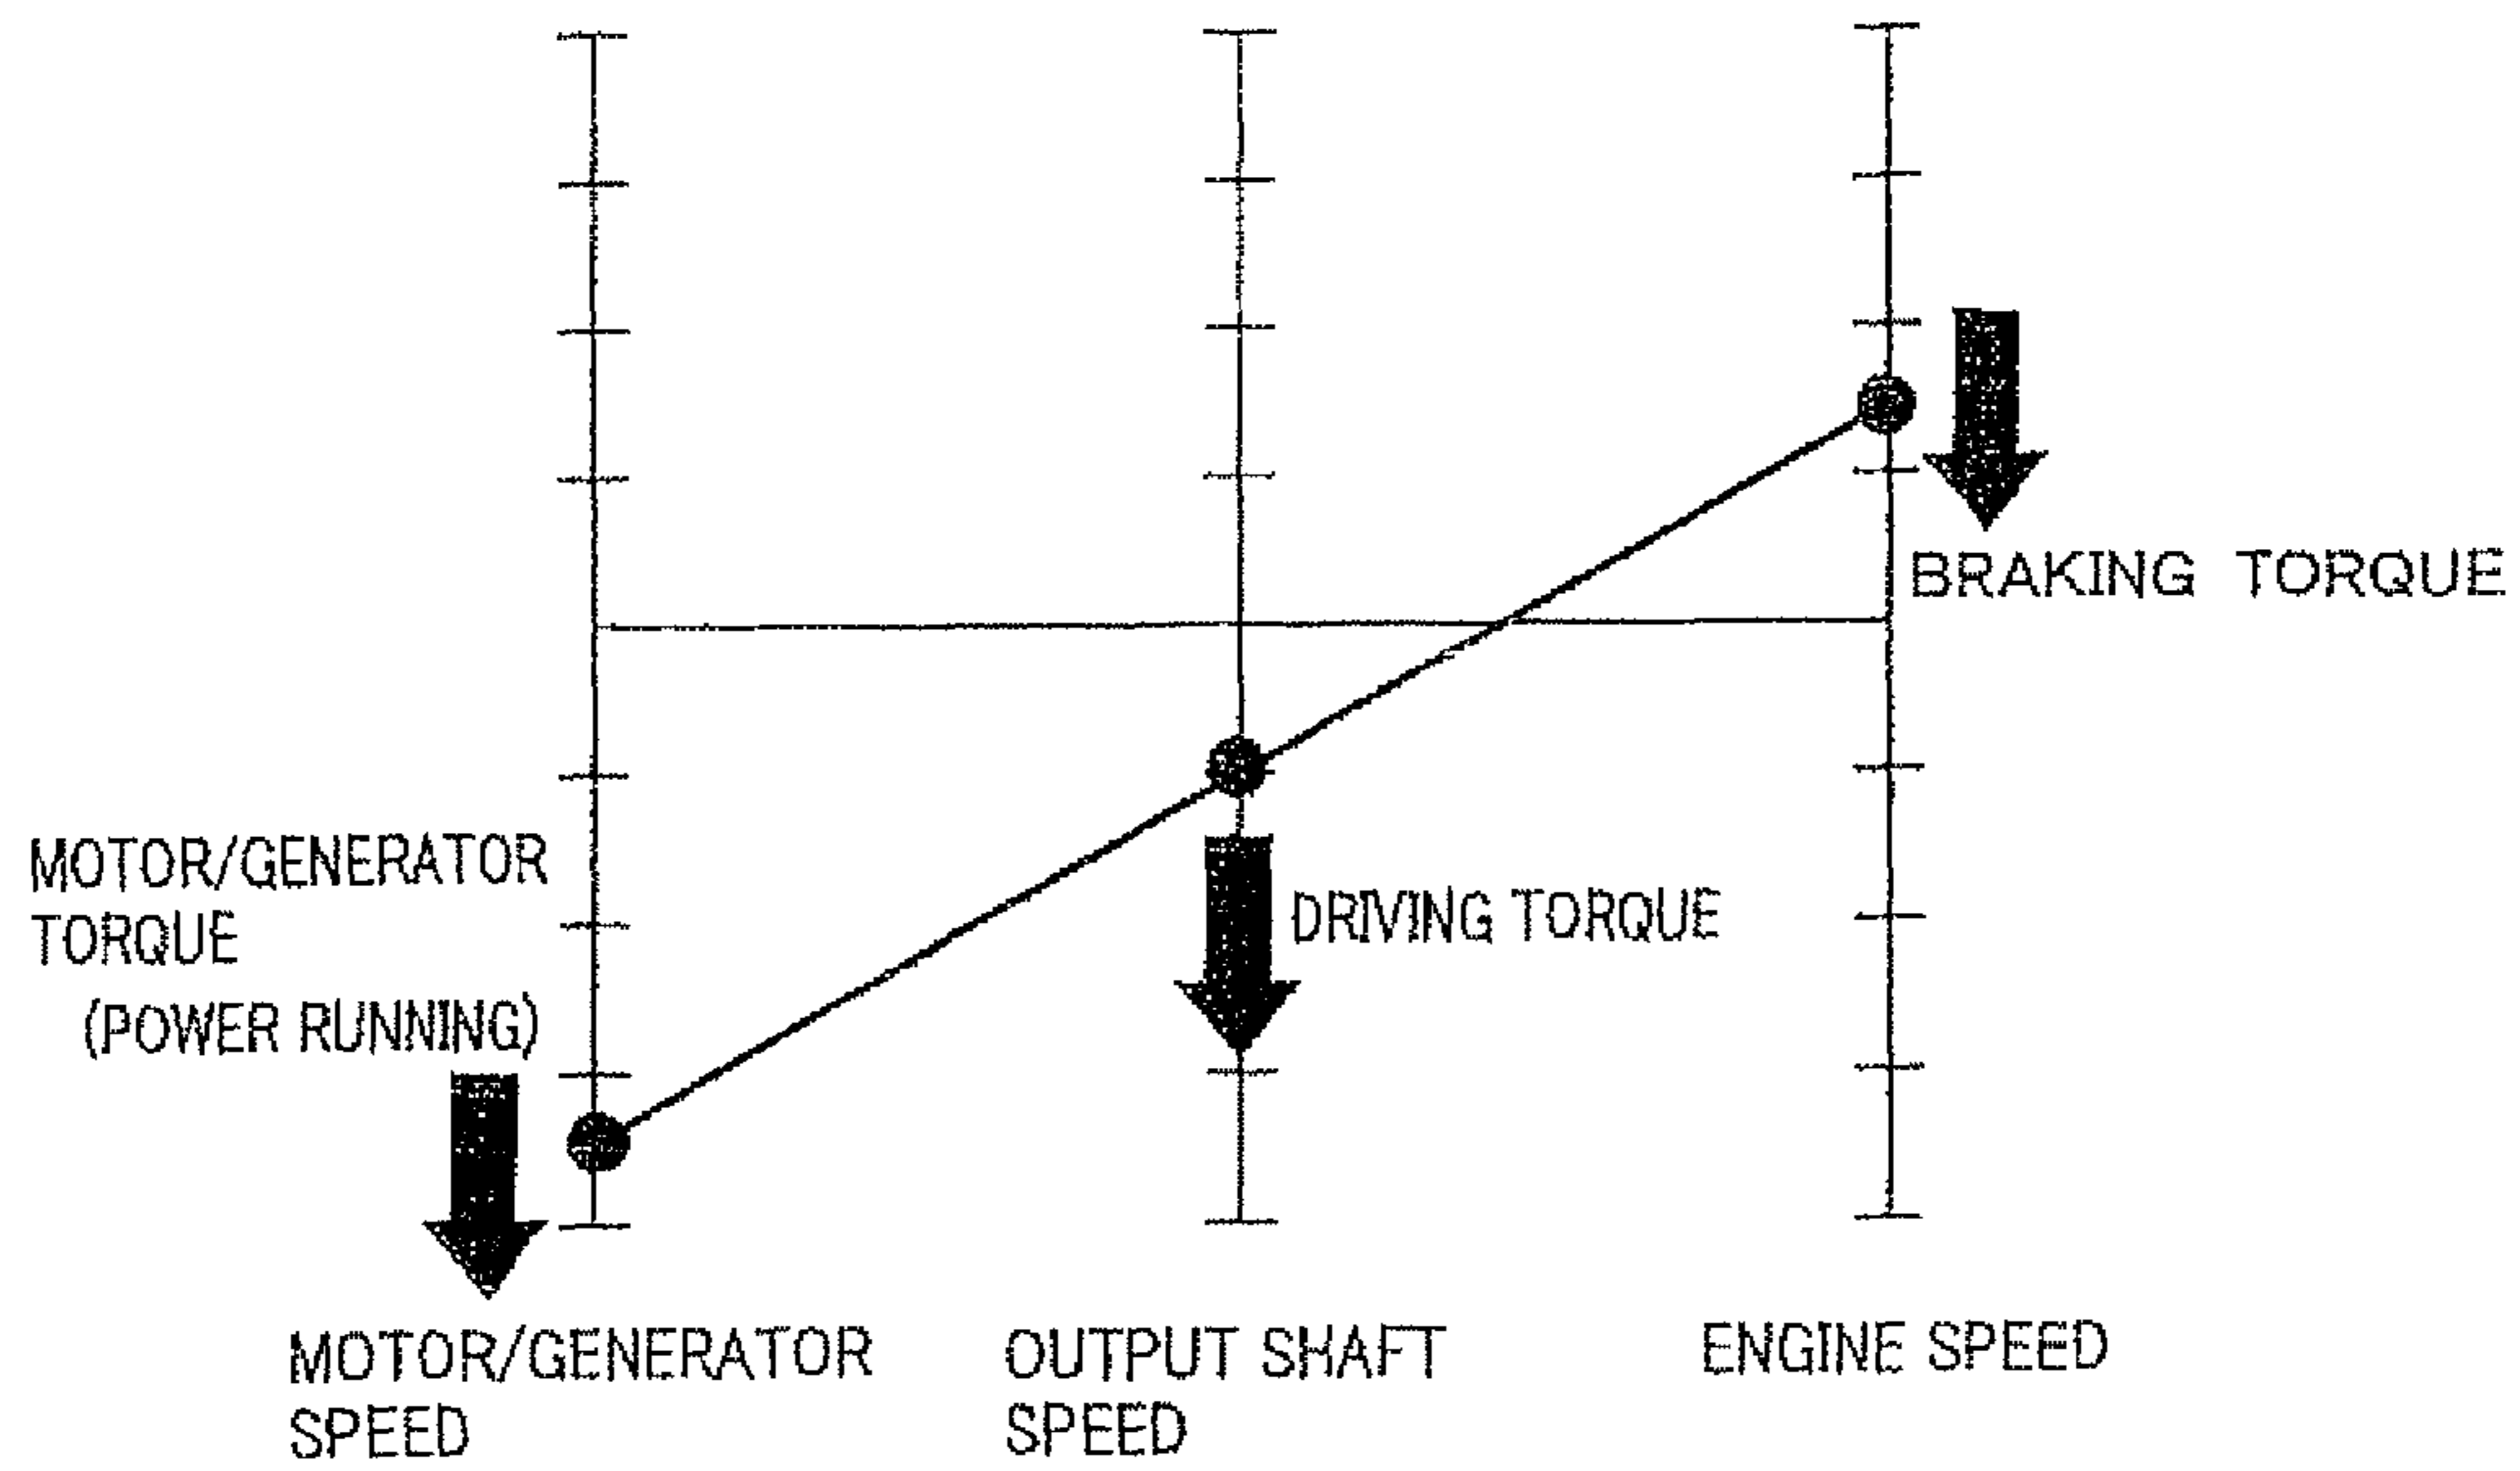 BRAKING TORQUE
MOTOR/GENERATOR
TORQUE
(POWER RUNNING)
DRIVING TORQUE
MOTOR/GENERATOR
SPEED
OUTPUT SHAFT
SPEED
ENGINE SPEED